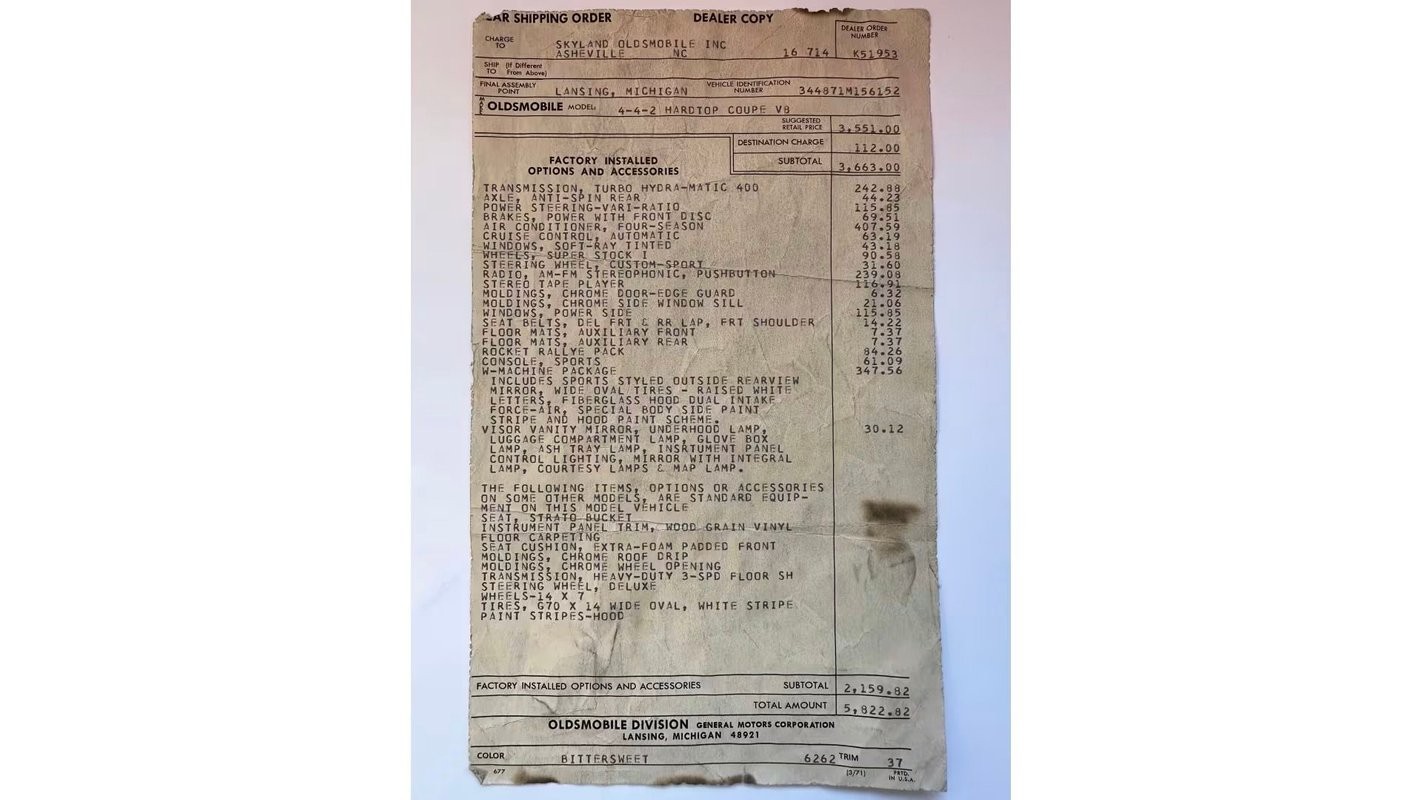 AR SHIPPING ORDER DEALER COPY
DEALER ORDER NUMBER
CHARGE TO SKYLAND OLDSMOBILE INC
ASHEVILLE NC 16 714 K51953
SHIP TO (If Different From Above)
FINAL ASSEMBLY POINT LANSING, MICHIGAN VEHICLE IDENTIFICATION NUMBER 344871M156152
OLDSMOBILE MODEL: 4-4-2 HARDTOP COUPE V8
SUGGESTED RETAIL PRICE 3,551.00
DESTINATION CHARGE 112.00
SUBTOTAL 3,663.00
FACTORY INSTALLED
OPTIONS AND ACCESSORIES
TRANSMISSION, TURBO HYDRA-MATIC 400 242.88
AXLE, ANTI-SPIN REAR 44.23
POWER STEERING-VARI-RATIO 115.85
BRAKES, POWER WITH FRONT DISC 69.51
AIR CONDITIONER, FOUR-SEASON 407.59
CRUISE CONTROL, AUTOMATIC 63.19
WINDOWS, SOFT-RAY TINTED 43.18
WHEELS, SUPER STOCK I 90.58
STEERING WHEEL, CUSTOM-SPORT 31.60
RADIO, AM-FM STEREOPHONIC, PUSHBUTTON 239.08
STEREO TAPE PLAYER 116.91
MOLDINGS, CHROME DOOR-EDGE GUARD 6.32
MOLDINGS, CHROME SIDE WINDOW SILL 21.06
WINDOWS, POWER SIDE 115.85
SEAT BELTS, DEL FRT & RR LAP, FRT SHOULDER 14.22
FLOOR MATS, AUXILIARY FRONT 7.37
FLOOR MATS, AUXILIARY REAR 7.37
ROCKET RALLYE PACK 84.26
CONSOLE, SPORTS 61.09
W-MACHINE PACKAGE 347.56
INCLUDES SPORTS STYLED OUTSIDE REARVIEW
MIRROR, WIDE OVAL TIRES - RAISED WHITE
LETTERS, FIBERGLASS HOOD DUAL INTAKE
FORCE-AIR, SPECIAL BODY SIDE PAINT
STRIPE AND HOOD PAINT SCHEME.
VISOR VANITY MIRROR, UNDERHOOD LAMP, 30.12
LUGGAGE COMPARTMENT LAMP, GLOVE BOX
LAMP, ASH TRAY LAMP, INSRTUMENT PANEL
CONTROL LIGHTING, MIRROR WITH INTEGRAL
LAMP, COURTESY LAMPS & MAP LAMP.
THE FOLLOWING ITEMS, OPTIONS OR ACCESSORIES
ON SOME OTHER MODELS, ARE STANDARD EQUIP-
MENT ON THIS MODEL VEHICLE
SEAT, STRATO BUCKET
INSTRUMENT PANEL TRIM, WOOD GRAIN VINYL
FLOOR CARPETING
SEAT CUSHION, EXTRA-FOAM PADDED FRONT
MOLDINGS, CHROME ROOF DRIP
MOLDINGS, CHROME WHEEL OPENING
TRANSMISSION, HEAVY-DUTY 3-SPD FLOOR SH
STEERING WHEEL, DELUXE
WHEELS-14 X 7
TIRES, G70 X 14 WIDE OVAL, WHITE STRIPE
PAINT STRIPES-HOOD
FACTORY INSTALLED OPTIONS AND ACCESSORIES SUBTOTAL 2,159.82
TOTAL AMOUNT 5,822.82
OLDSMOBILE DIVISION GENERAL MOTORS CORPORATION
LANSING, MICHIGAN 48921
COLOR BITTERSWEET 6262 TRIM 37
677 (3/71) PRTD. IN U.S.A.